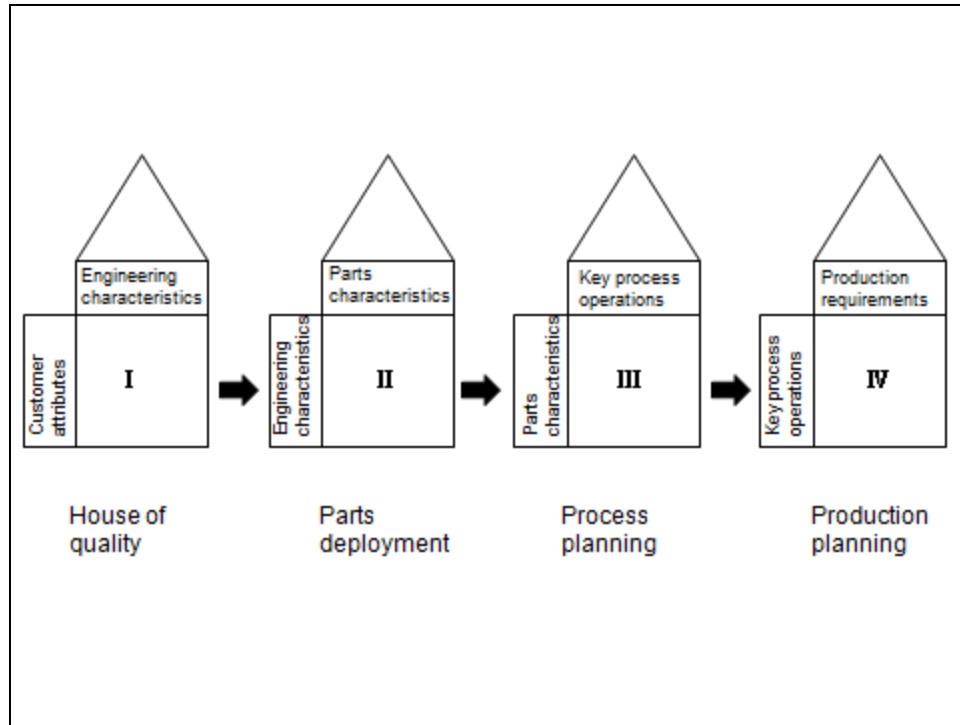 Engineering
characteristics
Customer
attributes
I
House of
quality
Parts
characteristics
Engineering
characteristics
II
Parts
deployment
Key process
operations
Parts
characteristics
III
Process
planning
Production
requirements
Key process
operations
IV
Production
planning